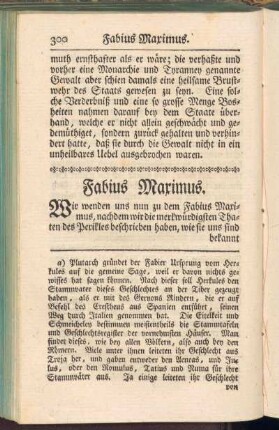 300 Fabius Maximus.
muth ernsthafter als er wäre; die verhaßte und
vorher eine Monarchie und Tyranney genannte
Gewalt aber schien damals eine heilsame Brust-
wehr des Staats gewesen zu seyn. Eine sol-
che Verderbniß und eine so grosse Menge Bos-
heiten nahmen darauf bey dem Staate über-
hand, welche er nicht allein geschwächt und ge-
demüthiget, sondern zurück gehalten und verhin-
dert hatte, daß sie durch die Gewalt nicht in ein
unheilbares Uebel ausgebrochen waren.
Fabius Maximus.
Wir wenden uns nun zu dem Fabius Maxi-
mus, nachdem wir die merkwürdigsten Tha-
ten des Perikles beschrieben haben, wie sie uns sind
bekannt
a) Plutarch gründet der Fabier Ursprung vom Her-
kules auf die gemeine Sage, weil er davon nichts ge-
wisses hat sagen können. Nach dieser soll Herkules den
Stammvater dieses Geschlechtes an der Tiber gezeugt
haben, als er mit des Geryons Rindern, die er auf
Befehl des Eristheus aus Spanien entführt, seinen
Weg durch Italien genommen hat. Die Eitelkeit und
Schmeicheley bestimmen meistentheils die Stammtafeln
und Geschlechtsregister der vornehmsten Häuser. Man
findet dieses, wie bey allen Völkern, also auch bey den
Römern. Viele unter ihnen leiteten ihr Geschlecht aus
Troja her, und gaben entweder den Aeneas und Ju-
lus, oder den Romulus, Tatius und Numa für ihre
Stammväter aus. Ja einige leiteten ihr Geschlecht
von